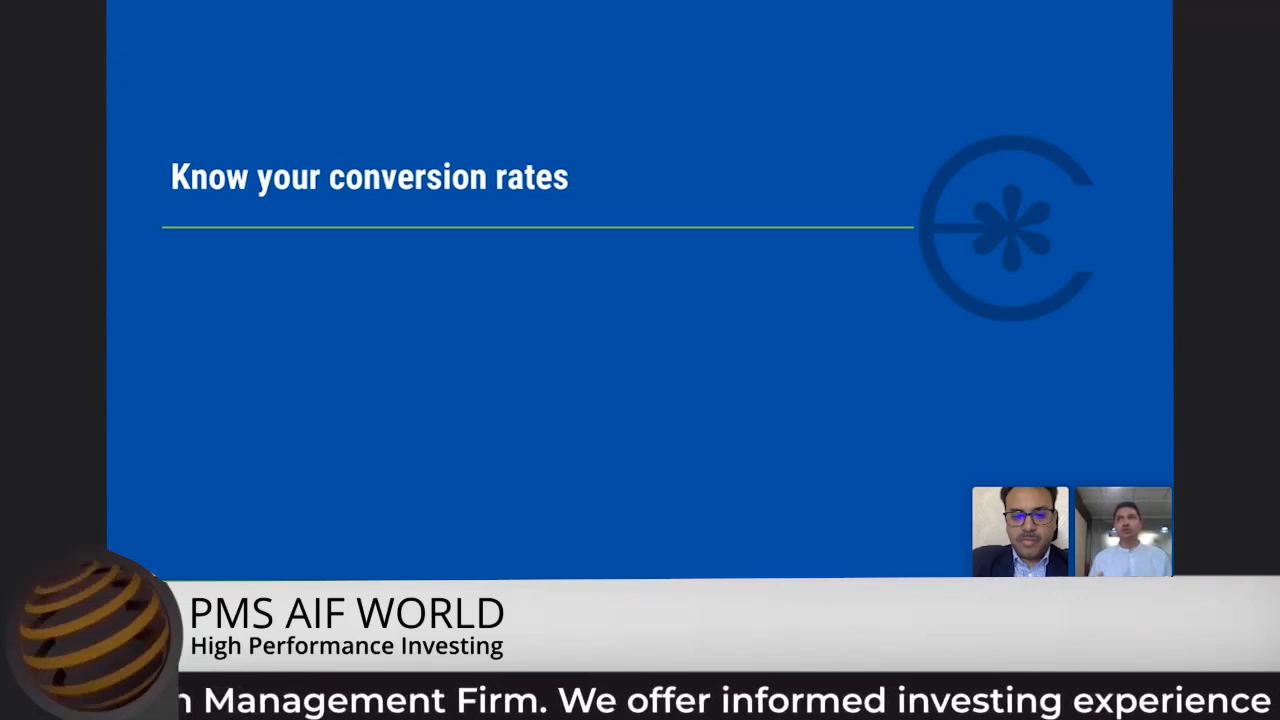 Know your conversion rates
PMS AIF WORLD
High Performance Investing
Management Firm. We offer informed investing experience